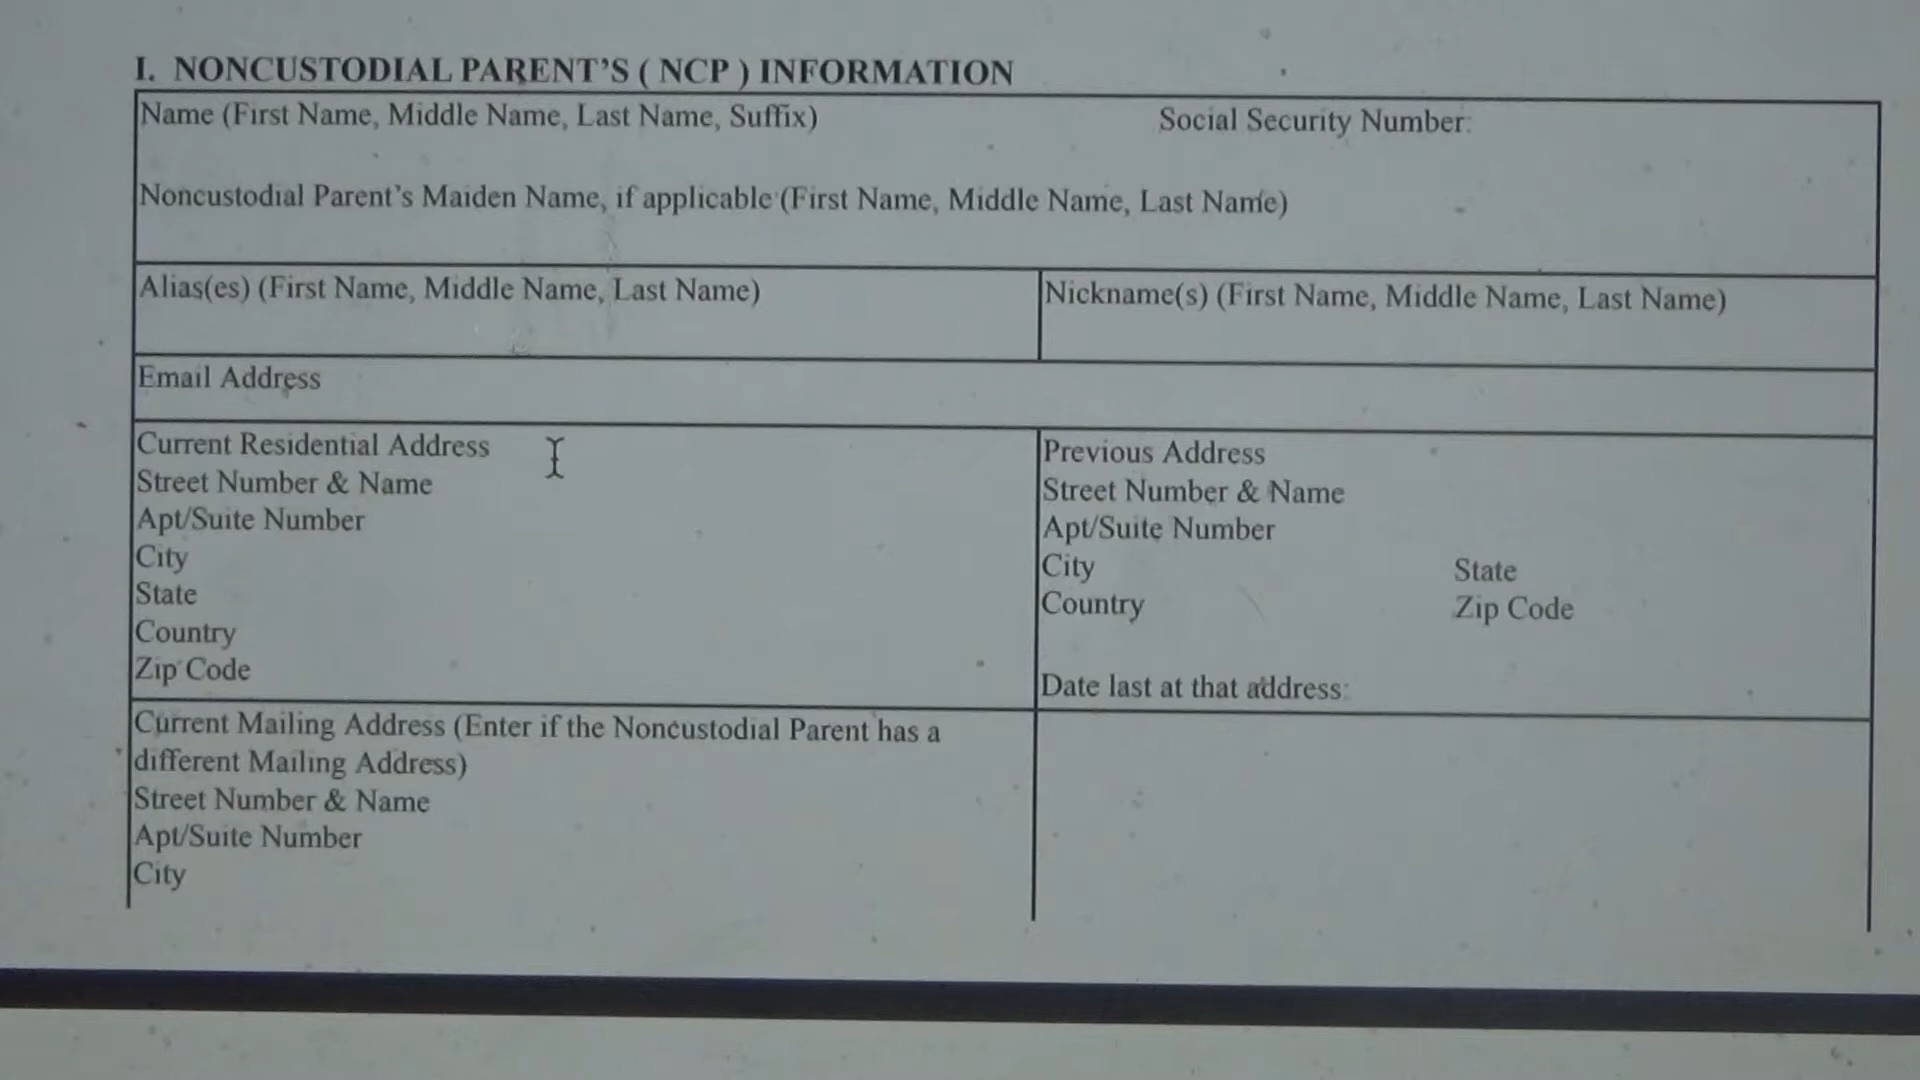 I. NONCUSTODIAL PARENT'S ( NCP ) INFORMATION
Name (First Name, Middle Name, Last Name, Suffix) Social Security Number:
Noncustodial Parent's Maiden Name, if applicable (First Name, Middle Name, Last Name)
Alias(es) (First Name, Middle Name, Last Name) Nickname(s) (First Name, Middle Name, Last Name)
Email Address
Current Residential Address
Street Number & Name
Apt/Suite Number
City
State
Country
Zip Code
Previous Address
Street Number & Name
Apt/Suite Number
City State
Country Zip Code
Date last at that address:
Current Mailing Address (Enter if the Noncustodial Parent has a
different Mailing Address)
Street Number & Name
Apt/Suite Number
City